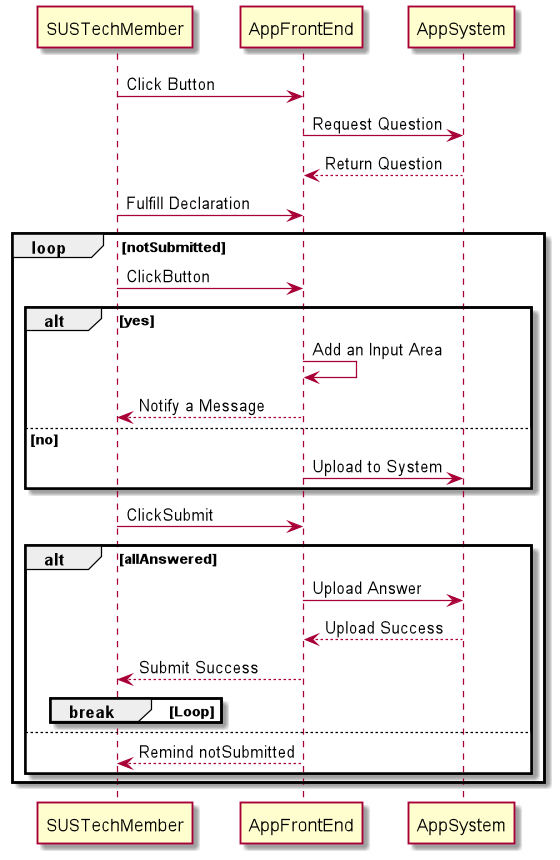 SUSTechMember AppFrontEnd AppSystem
Click Button
Request Question
Return Question
Fulfill Declaration
loop [notSubmitted]
ClickButton
alt [yes]
Add an Input Area
Notify a Message
[no]
Upload to System
ClickSubmit
alt [allAnswered]
Upload Answer
Upload Success
Submit Success
break [Loop]
Remind notSubmitted
SUSTechMember AppFrontEnd AppSystem